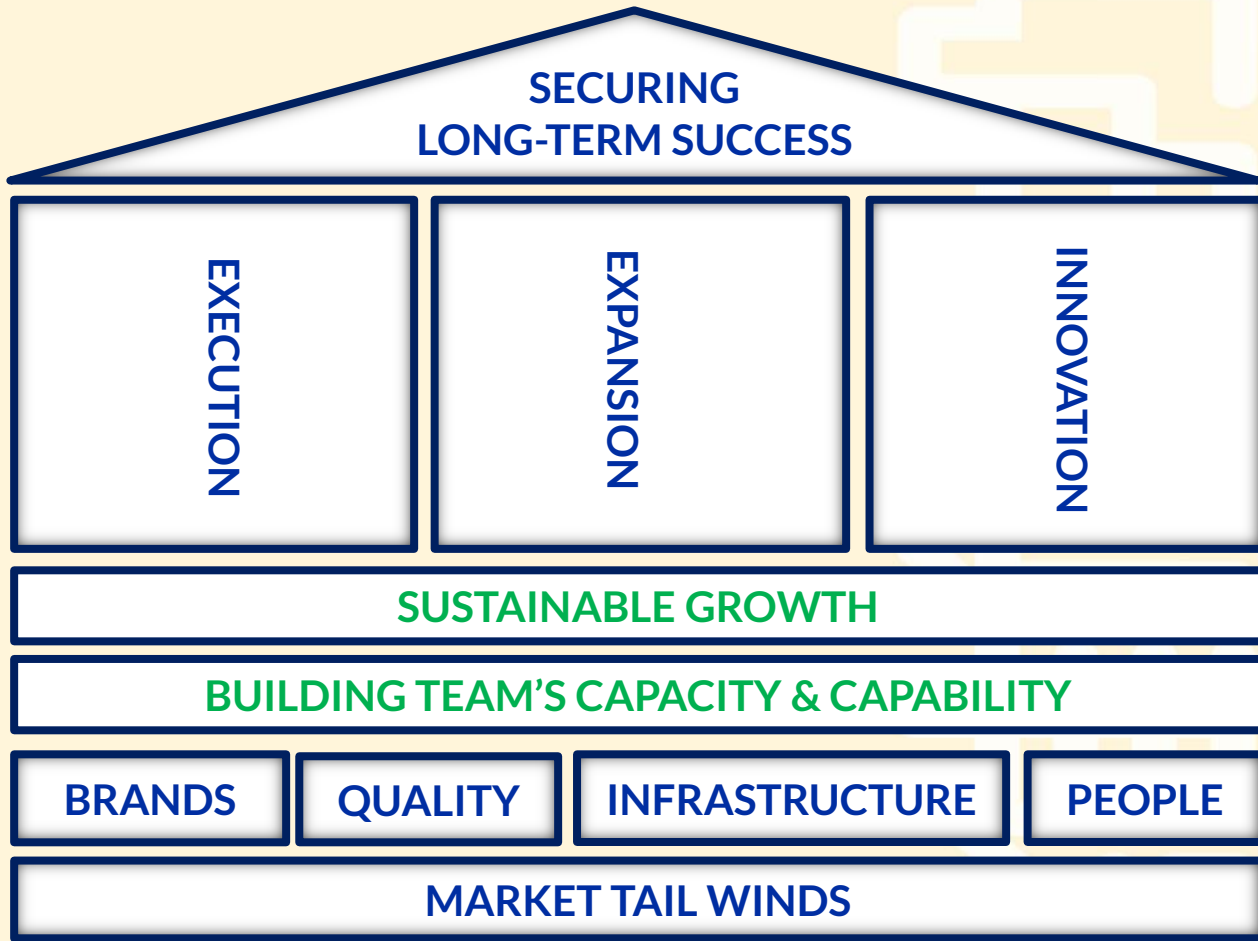 SECURING
LONG-TERM SUCCESS
EXECUTION
EXPANSION
INNOVATION
SUSTAINABLE GROWTH
BUILDING TEAM’S CAPACITY & CAPABILITY
BRANDS
QUALITY
INFRASTRUCTURE
PEOPLE
MARKET TAIL WINDS